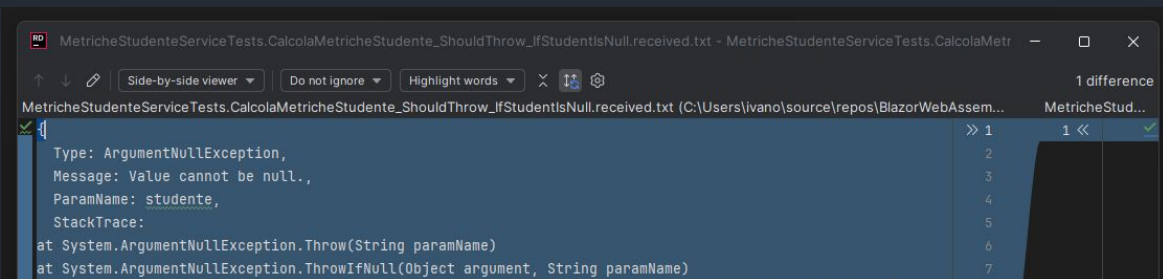 RD MetricheStudenteServiceTests.CalcolaMetricheStudente_ShouldThrow_IfStudentIsNull.received.txt - MetricheStudenteServiceTests.CalcolaMetr
Side-by-side viewer Do not ignore Highlight words 1 difference
MetricheStudenteServiceTests.CalcolaMetricheStudente_ShouldThrow_IfStudentIsNull.received.txt (C:\Users\ivano\source\repos\BlazorWebAssem... MetricheStud...
{ » 1 1 «
Type: ArgumentNullException, 2
Message: Value cannot be null., 3
ParamName: studente, 4
StackTrace: 5
at System.ArgumentNullException.Throw(String paramName) 6
at System.ArgumentNullException.ThrowIfNull(Object argument, String paramName) 7